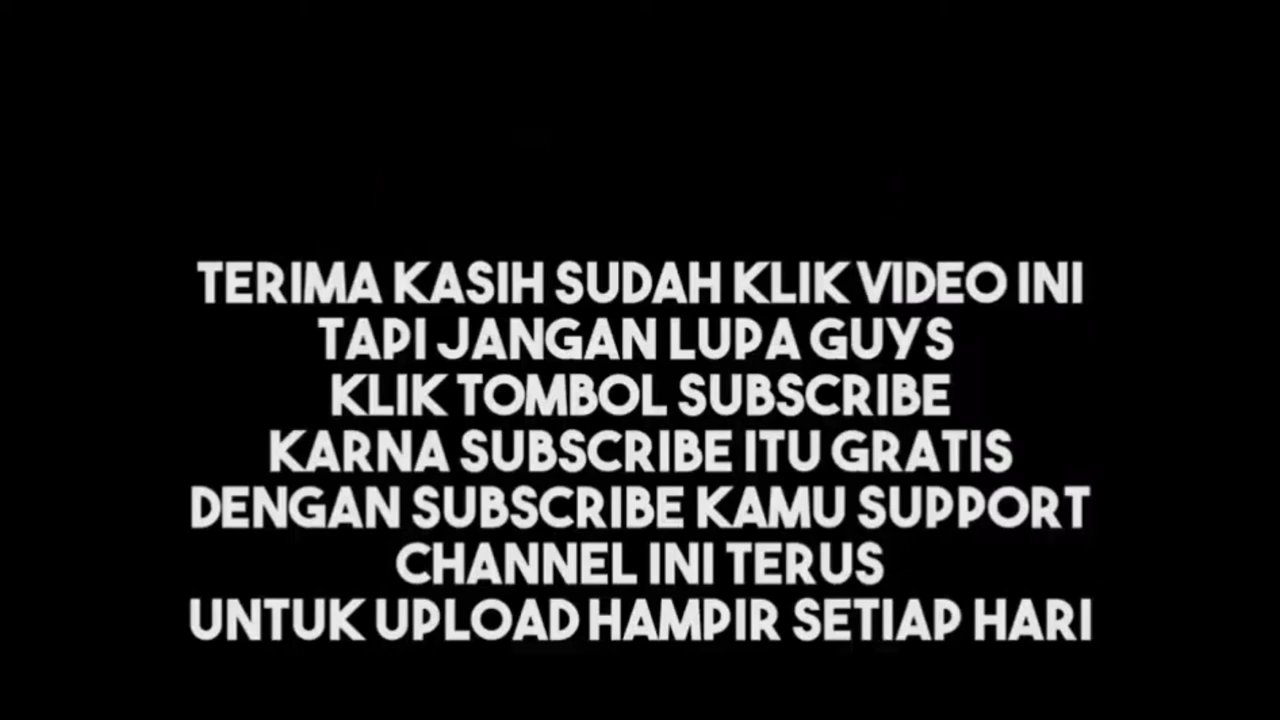 TERIMA KASIH SUDAH KLIK VIDEO INI
TAPI JANGAN LUPA GUYS
KLIK TOMBOL SUBSCRIBE
KARNA SUBSCRIBE ITU GRATIS
DENGAN SUBSCRIBE KAMU SUPPORT
CHANNEL INI TERUS
UNTUK UPLOAD HAMPIR SETIAP HARI